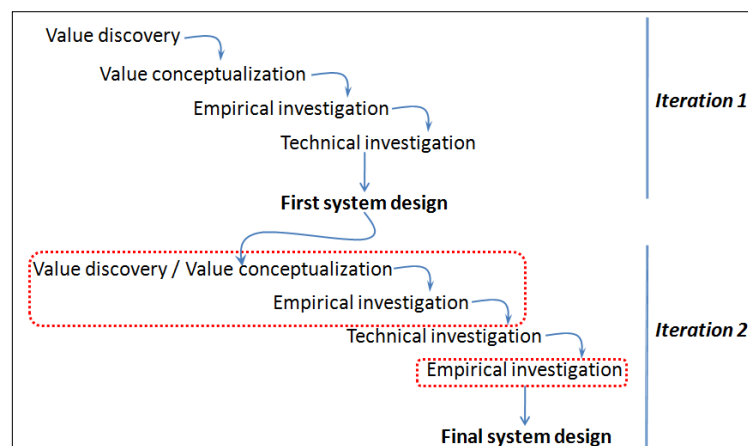 Value discovery
Value conceptualization
Empirical investigation
Iteration 1
Technical investigation
First system design
Value discovery / Value conceptualization
Empirical investigation
Technical investigation
Iteration 2
Empirical investigation
Final system design